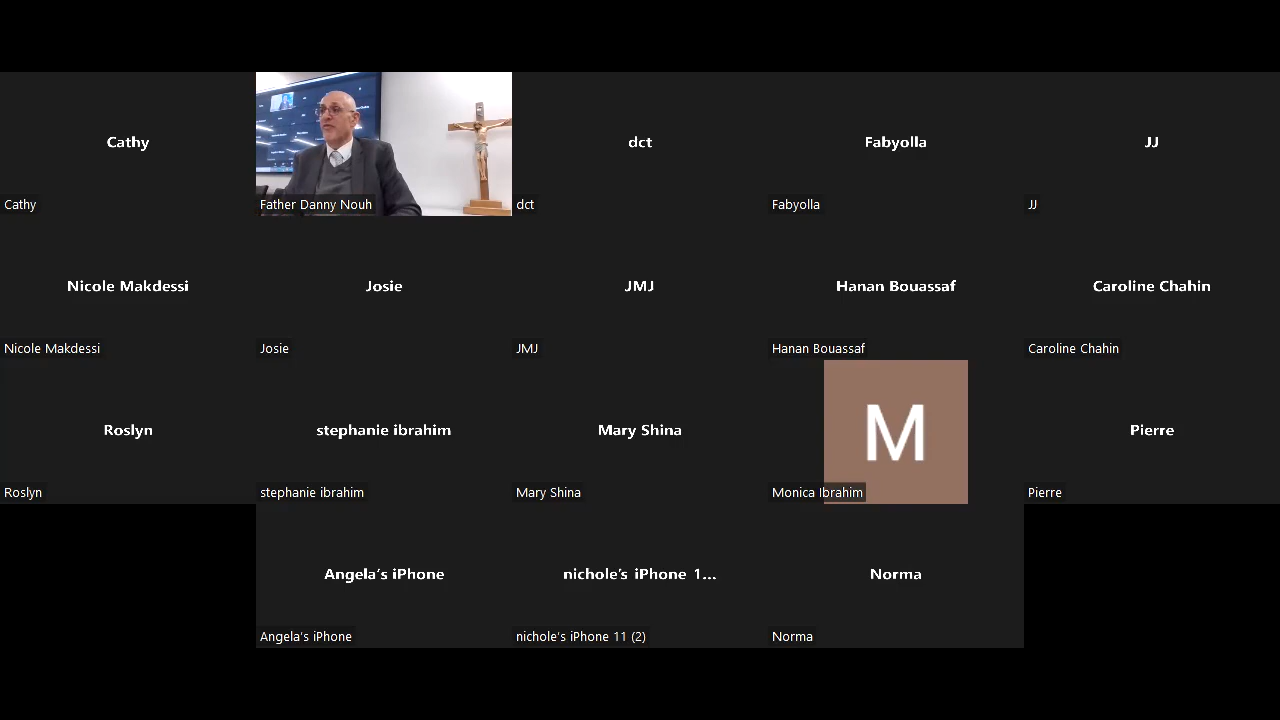 Cathy
Cathy
Father Danny Nouh
dct
dct
Fabyolla
Fabyolla
JJ
JJ
Nicole Makdessi
Nicole Makdessi
Josie
Josie
JMJ
JMJ
Hanan Bouassaf
Hanan Bouassaf
Caroline Chahin
Caroline Chahin
Roslyn
Roslyn
stephanie ibrahim
stephanie ibrahim
Mary Shina
Mary Shina
M
Monica Ibrahim
Pierre
Pierre
Angela's iPhone
Angela's iPhone
nichole's iPhone 1...
nichole's iPhone 11 (2)
Norma
Norma